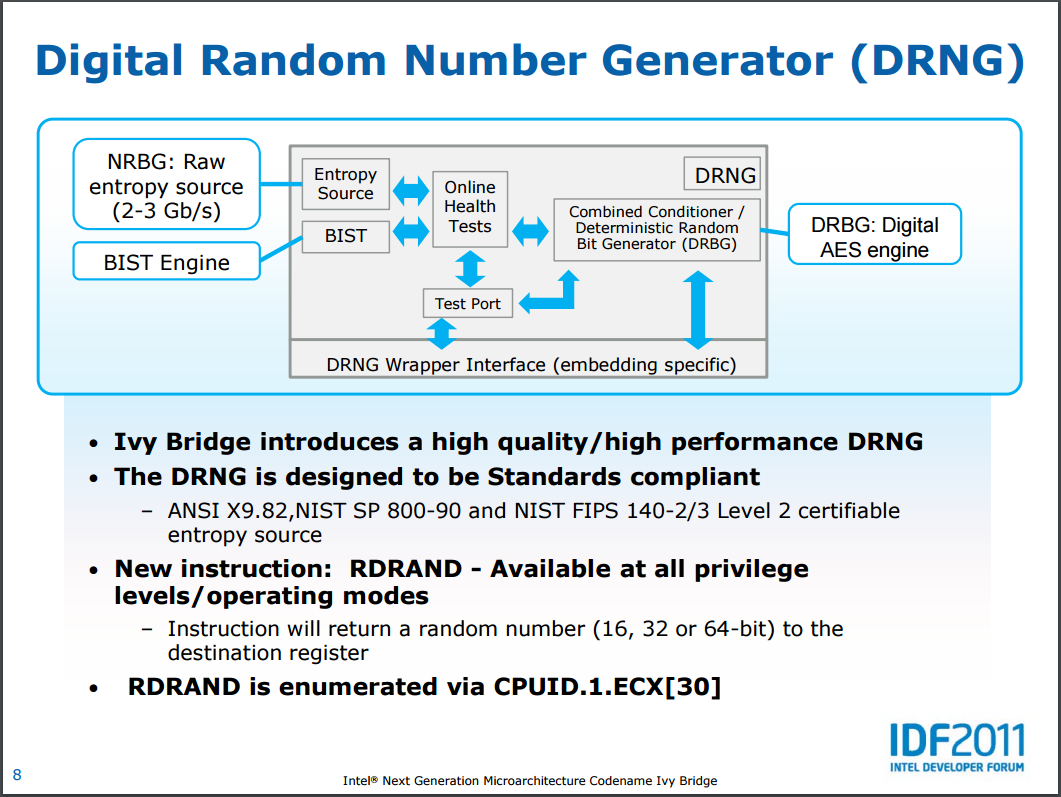 Digital Random Number Generator (DRNG)
NRBG: Raw
entropy source
(2-3 Gb/s)
BIST Engine
Entropy
Source
BIST
Online
Health
Tests
DRNG
Combined Conditioner /
Deterministic Random
Bit Generator (DRBG)
DRBG: Digital
AES engine
Test Port
DRNG Wrapper Interface (embedding specific)
• Ivy Bridge introduces a high quality/high performance DRNG
• The DRNG is designed to be Standards compliant
– ANSI X9.82,NIST SP 800-90 and NIST FIPS 140-2/3 Level 2 certifiable
entropy source
• New instruction: RDRAND - Available at all privilege
levels/operating modes
– Instruction will return a random number (16, 32 or 64-bit) to the
destination register
• RDRAND is enumerated via CPUID.1.ECX[30]
IDF2011
INTEL DEVELOPER FORUM
8
Intel® Next Generation Microarchitecture Codename Ivy Bridge